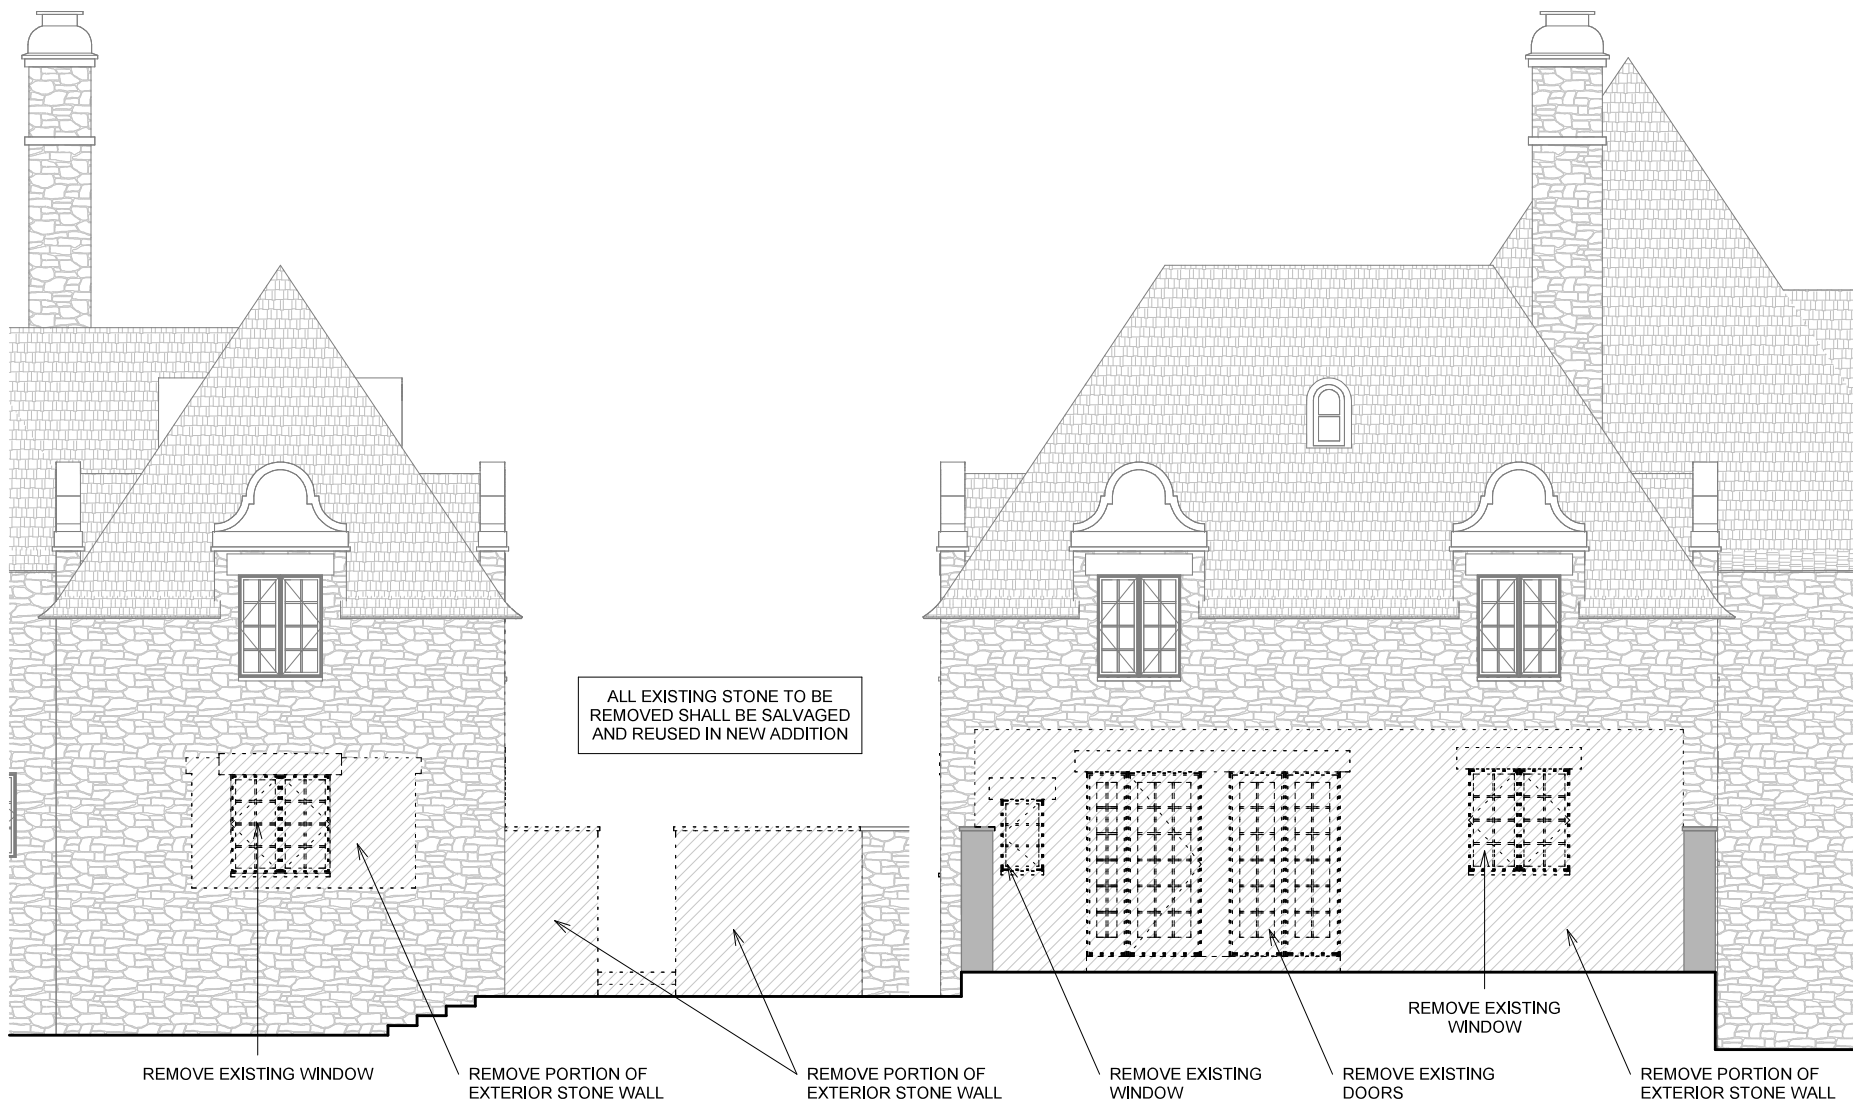 ALL EXISTING STONE TO BE
REMOVED SHALL BE SALVAGED
AND REUSED IN NEW ADDITION
REMOVE EXISTING WINDOW
REMOVE PORTION OF
EXTERIOR STONE WALL
REMOVE PORTION OF
EXTERIOR STONE WALL
REMOVE EXISTING
WINDOW
REMOVE EXISTING
DOORS
REMOVE EXISTING
WINDOW
REMOVE PORTION OF
EXTERIOR STONE WALL